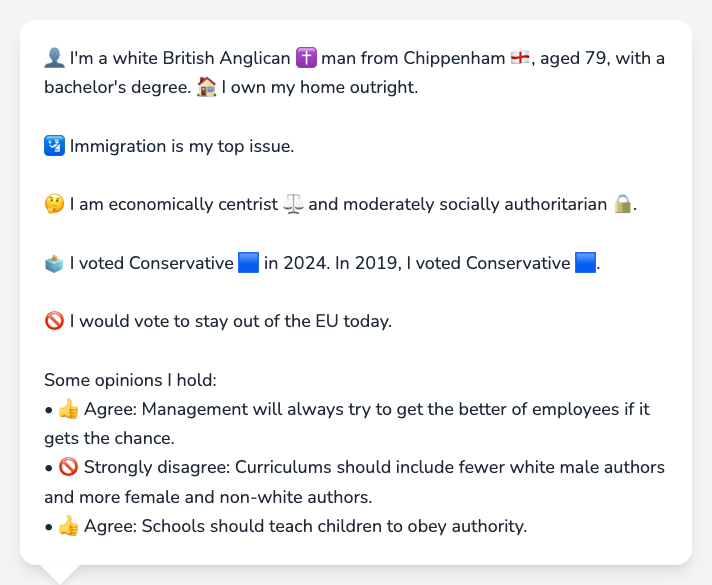 👤 I'm a white British Anglican ✝️ man from Chippenham 🏴󠁧󠁢󠁥󠁮󠁧󠁿, aged 79, with a
bachelor's degree. 🏠 I own my home outright.
🛂 Immigration is my top issue.
🤔 I am economically centrist ⚖️ and moderately socially authoritarian 🔒.
🗳️ I voted Conservative 🟦 in 2024. In 2019, I voted Conservative 🟦.
🚫 I would vote to stay out of the EU today.
Some opinions I hold:
• 👍 Agree: Management will always try to get the better of employees if it
gets the chance.
• 🚫 Strongly disagree: Curriculums should include fewer white male authors
and more female and non-white authors.
• 👍 Agree: Schools should teach children to obey authority.